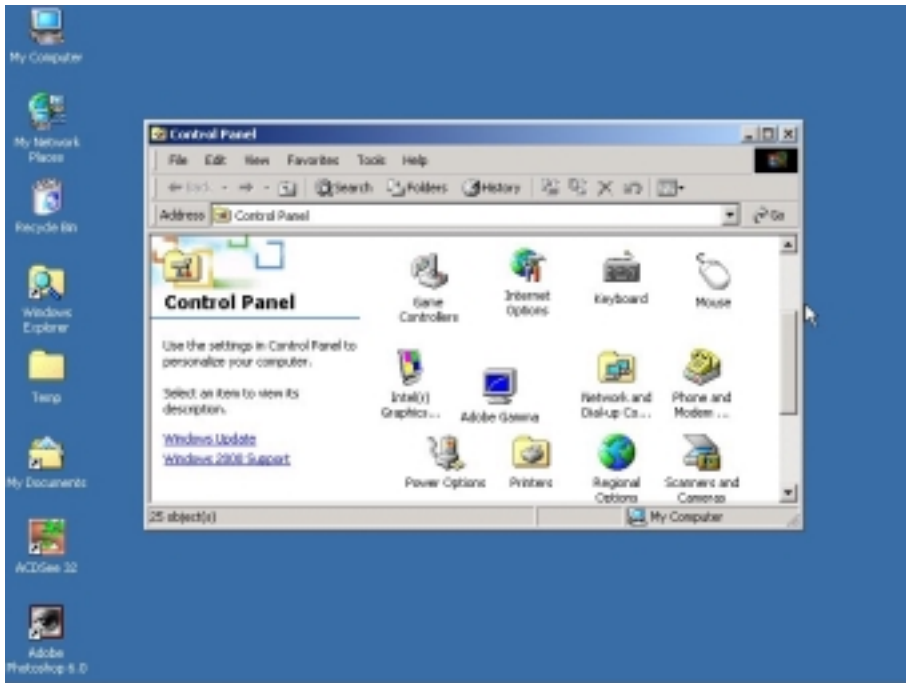 My Computer
My Network
Places
Recycle Bin
Windows
Explorer
Temp
My Documents
ACDSee 32
Adobe
Photoshop 6.0
Control Panel
File Edit View Favorites Tools Help
Back Search Folders History
Address Control Panel Go
Control Panel
Use the settings in Control Panel to
personalize your computer.
Select an item to view its
description.
Windows Update
Windows 2000 Support
Game
Controllers
Internet
Options
Keyboard
Mouse
Intel(r)
Graphics...
Adobe Gamma
Network and
Dial-up Co...
Phone and
Modem ...
Power Options
Printers
Regional
Options
Scanners and
Cameras
25 object(s)
My Computer